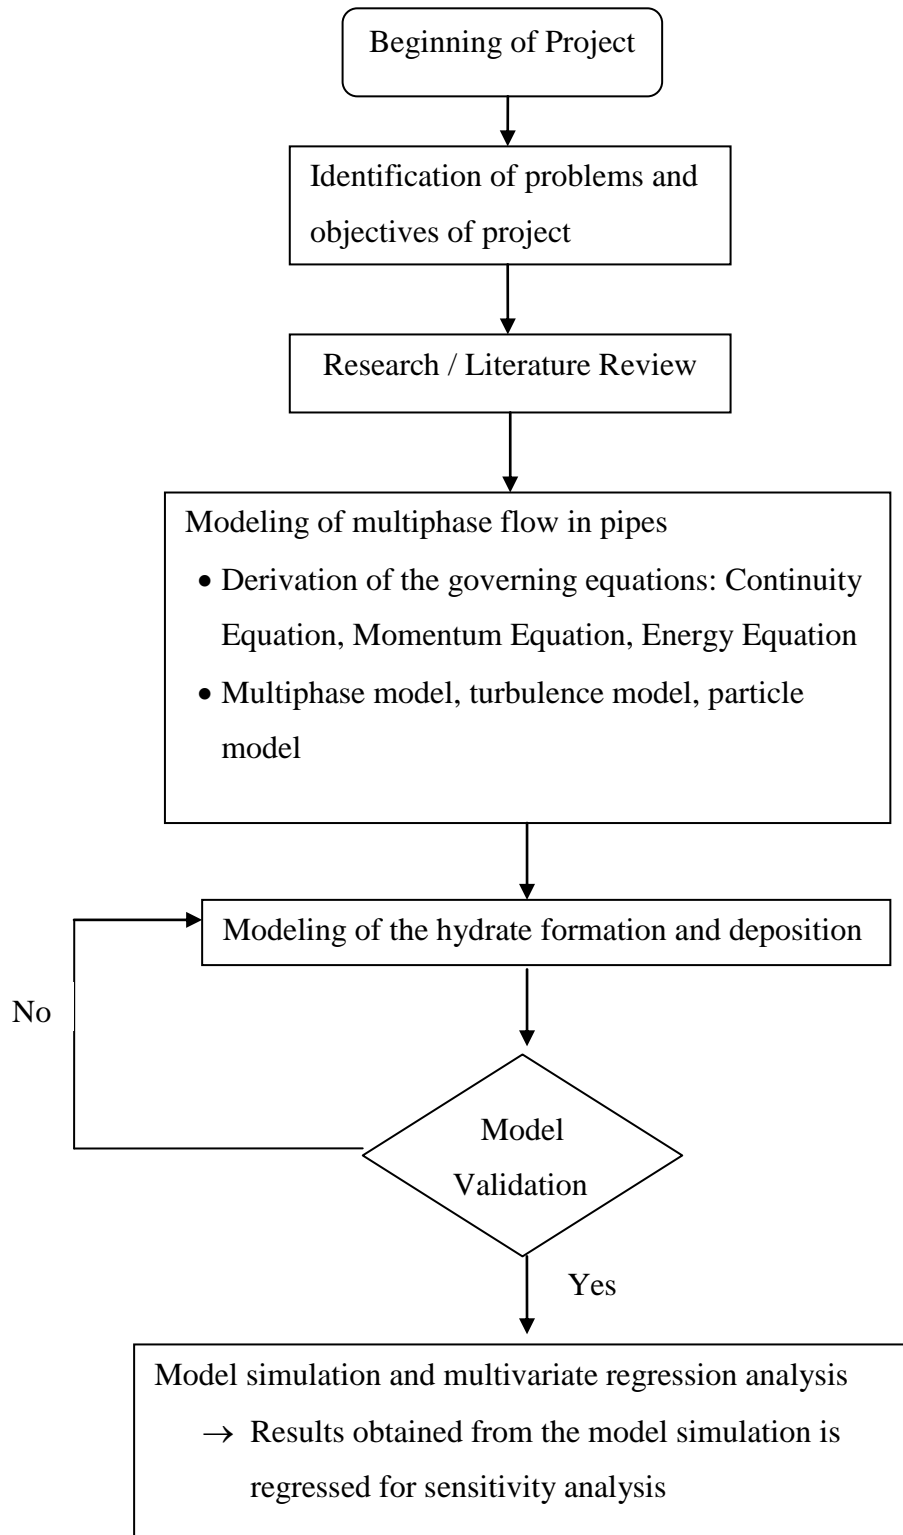 Beginning of Project
Identification of problems and
objectives of project
Research / Literature Review
Modeling of multiphase flow in pipes
• Derivation of the governing equations: Continuity
Equation, Momentum Equation, Energy Equation
• Multiphase model, turbulence model, particle
model
Modeling of the hydrate formation and deposition
No
Model
Validation
Yes
Model simulation and multivariate regression analysis
→ Results obtained from the model simulation is
regressed for sensitivity analysis